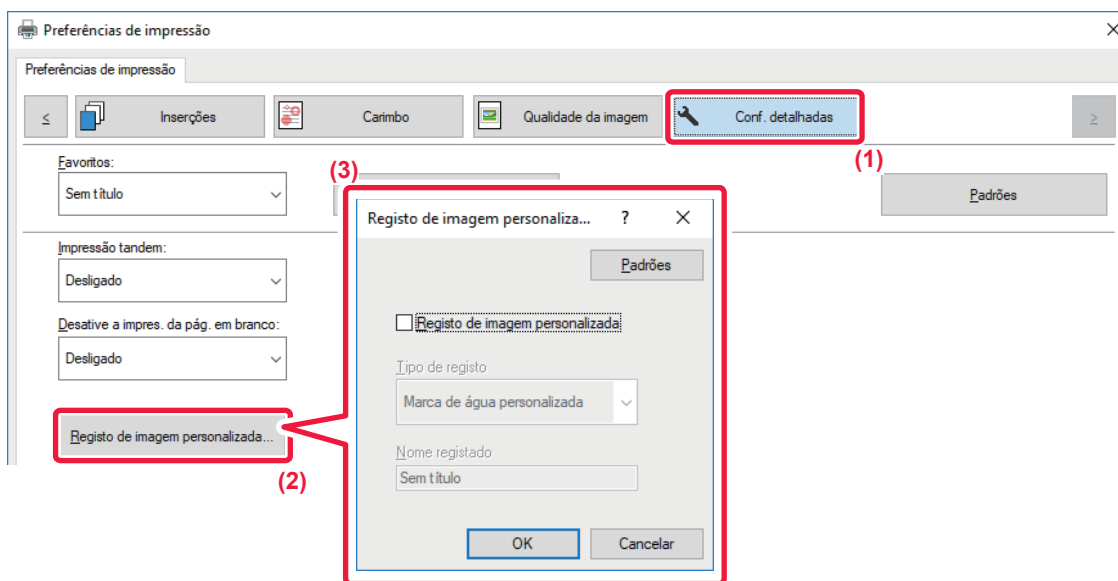 Preferências de impressão
Preferências de impressão
<
Inserções
Carimbo
Qualidade da imagem
Conf. detalhadas
>
(1)
Favoritos:
Sem título
Padrões
(3)
Impressão tandem:
Desligado
Desative a impres. da pág. em branco:
Desligado
Registo de imagem personalizada...
(2)
Registo de imagem personaliza...
?
Padrões
Registo de imagem personalizada
Tipo de registo
Marca de água personalizada
Nome registado
Sem título
OK
Cancelar